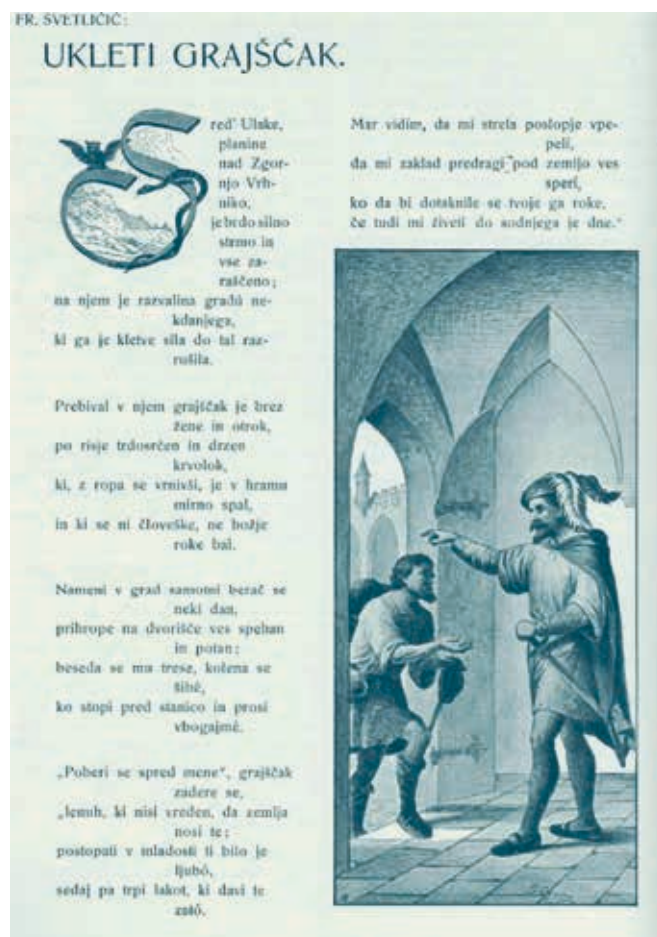 FR. SVETLIČIČ:
UKLETI GRAJŠČAK.
Sred' Ulake,
planine
nad Zgor-
njo Vrh-
niko,
je brdo silno
strmo in
vse za-
raščeno;
na njem je razvalina gradú ne-
kdanjega,
ki ga je kletve sila do tal raz-
rušila.
Prebival v njem grajščak je brez
žene in otrok,
po risje trdosrčen in drzen
krvolok,
ki, z ropa se vrnivši, je v hramu
mirno spal,
in ki se ni človeške, ne božje
roke bal.
Nameni v grad samotni berač se
neki dan,
prihrope na dvorišče ves spehan
in potan;
beseda se mu trese, kolena se
šibé,
ko stopi pred stanico in prosi
vbogajmé.
„Poberi se spred mene“, grajščak
zadere se,
„lenuh, ki nisi vreden, da zemlja
nosi te;
postopati v mladosti ti bilo je
ljubó,
sedaj pa trpi lakot, ki davi te
zató.
Mar vidim, da mi strela poslopje vpe-
peli,
da mi zaklad predragi pod zemljo ves
spert,
ko da bi dotaknile se tvoje ga roke,
če tudi mi živeti do sodnjega je dne.“